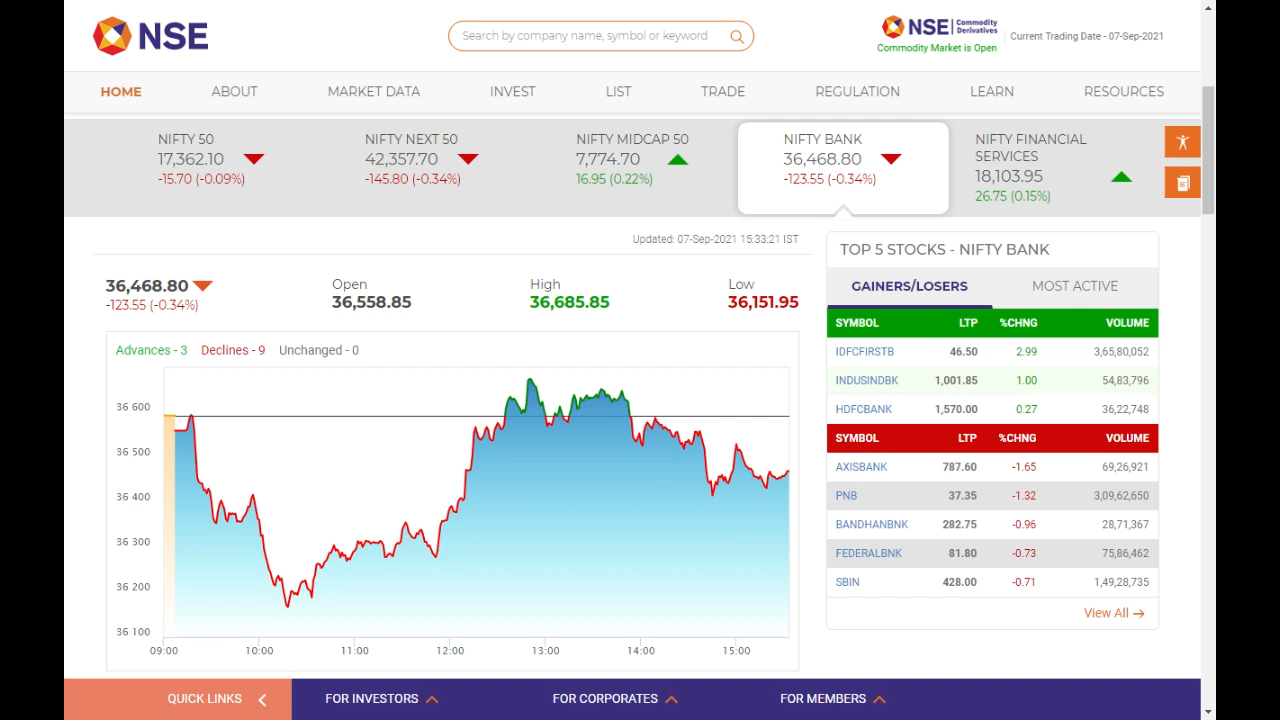 NSE
Search by company name, symbol or keyword
NSE Commodity Derivatives
Commodity Market is Open
Current Trading Date - 07-Sep-2021
HOME ABOUT MARKET DATA INVEST LIST TRADE REGULATION LEARN RESOURCES
NIFTY 50
17,362.10
-15.70 (-0.09%)
NIFTY NEXT 50
42,357.70
-145.80 (-0.34%)
NIFTY MIDCAP 50
7,774.70
16.95 (0.22%)
NIFTY BANK
36,468.80
-123.55 (-0.34%)
NIFTY FINANCIAL
SERVICES
18,103.95
26.75 (0.15%)
Updated: 07-Sep-2021 15:33:21 IST
36,468.80
-123.55 (-0.34%)
Open
36,558.85
High
36,685.85
Low
36,151.95
Advances - 3 Declines - 9 Unchanged - 0
36 600
36 500
36 400
36 300
36 200
36 100
09:00 10:00 11:00 12:00 13:00 14:00 15:00
TOP 5 STOCKS - NIFTY BANK
GAINERS/LOSERS MOST ACTIVE
SYMBOL LTP %CHNG VOLUME
IDFCFIRSTB 46.50 2.99 3,65,80,052
INDUSINDBK 1,001.85 1.00 54,83,796
HDFCBANK 1,570.00 0.27 36,22,748
SYMBOL LTP %CHNG VOLUME
AXISBANK 787.60 -1.65 69,26,921
PNB 37.35 -1.32 3,09,62,650
BANDHANBNK 282.75 -0.96 28,71,367
FEDERALBNK 81.80 -0.73 75,86,462
SBIN 428.00 -0.71 1,49,28,735
View All
QUICK LINKS FOR INVESTORS FOR CORPORATES FOR MEMBERS